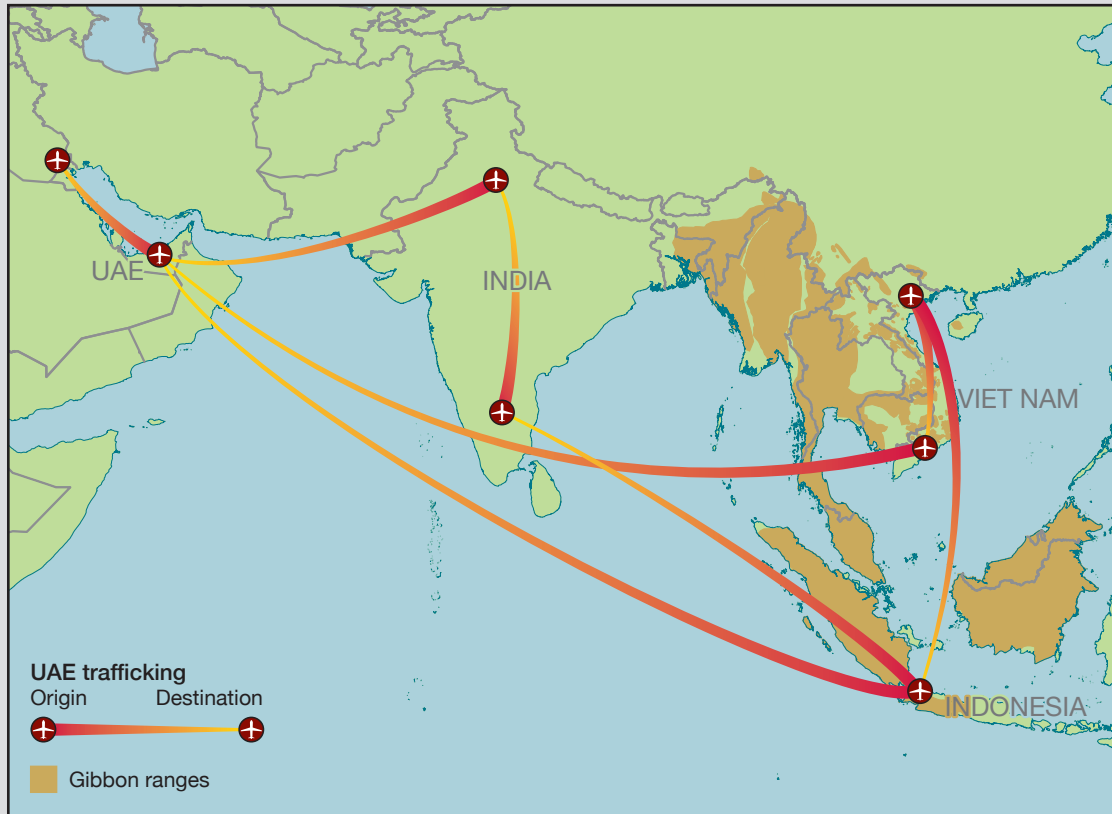 UAE
INDIA
VIET NAM
INDONESIA
UAE trafficking
Origin Destination
Gibbon ranges